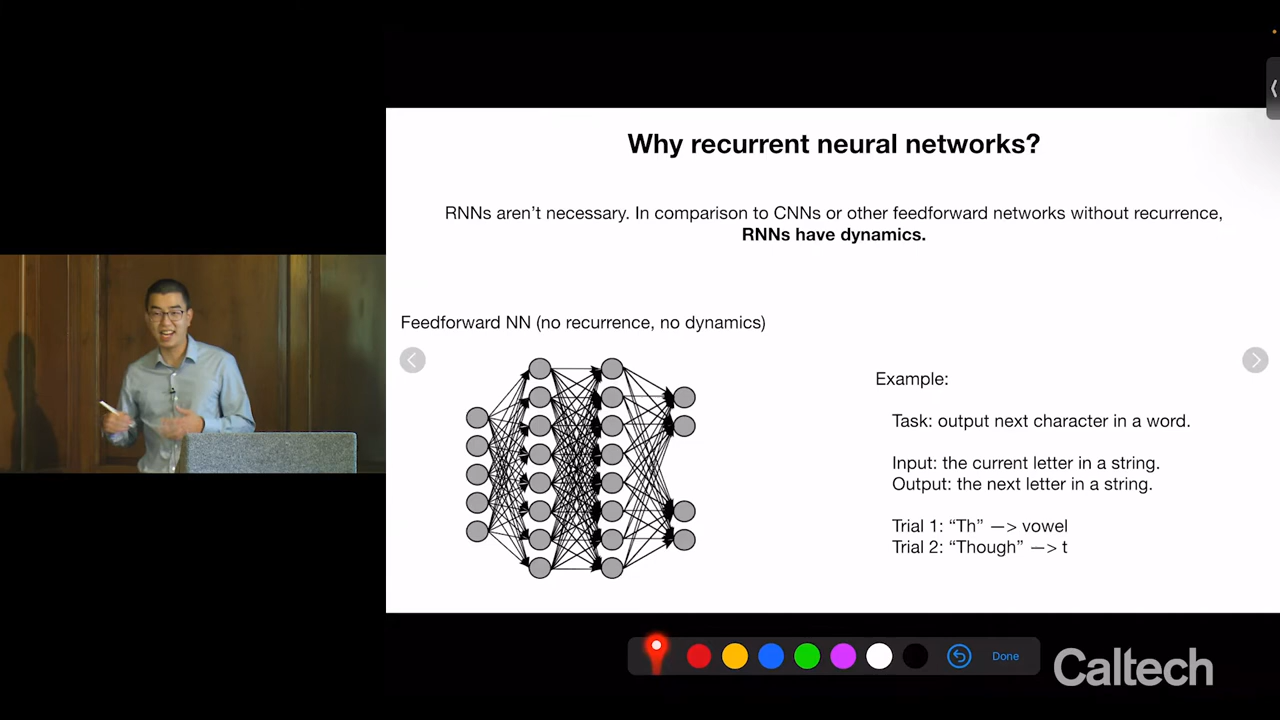 Why recurrent neural networks?
RNNs aren't necessary. In comparison to CNNs or other feedforward networks without recurrence,
RNNs have dynamics.
Feedforward NN (no recurrence, no dynamics)
Example:
Task: output next character in a word.
Input: the current letter in a string.
Output: the next letter in a string.
Trial 1: “Th” —> vowel
Trial 2: “Though” —> t
Done
Caltech